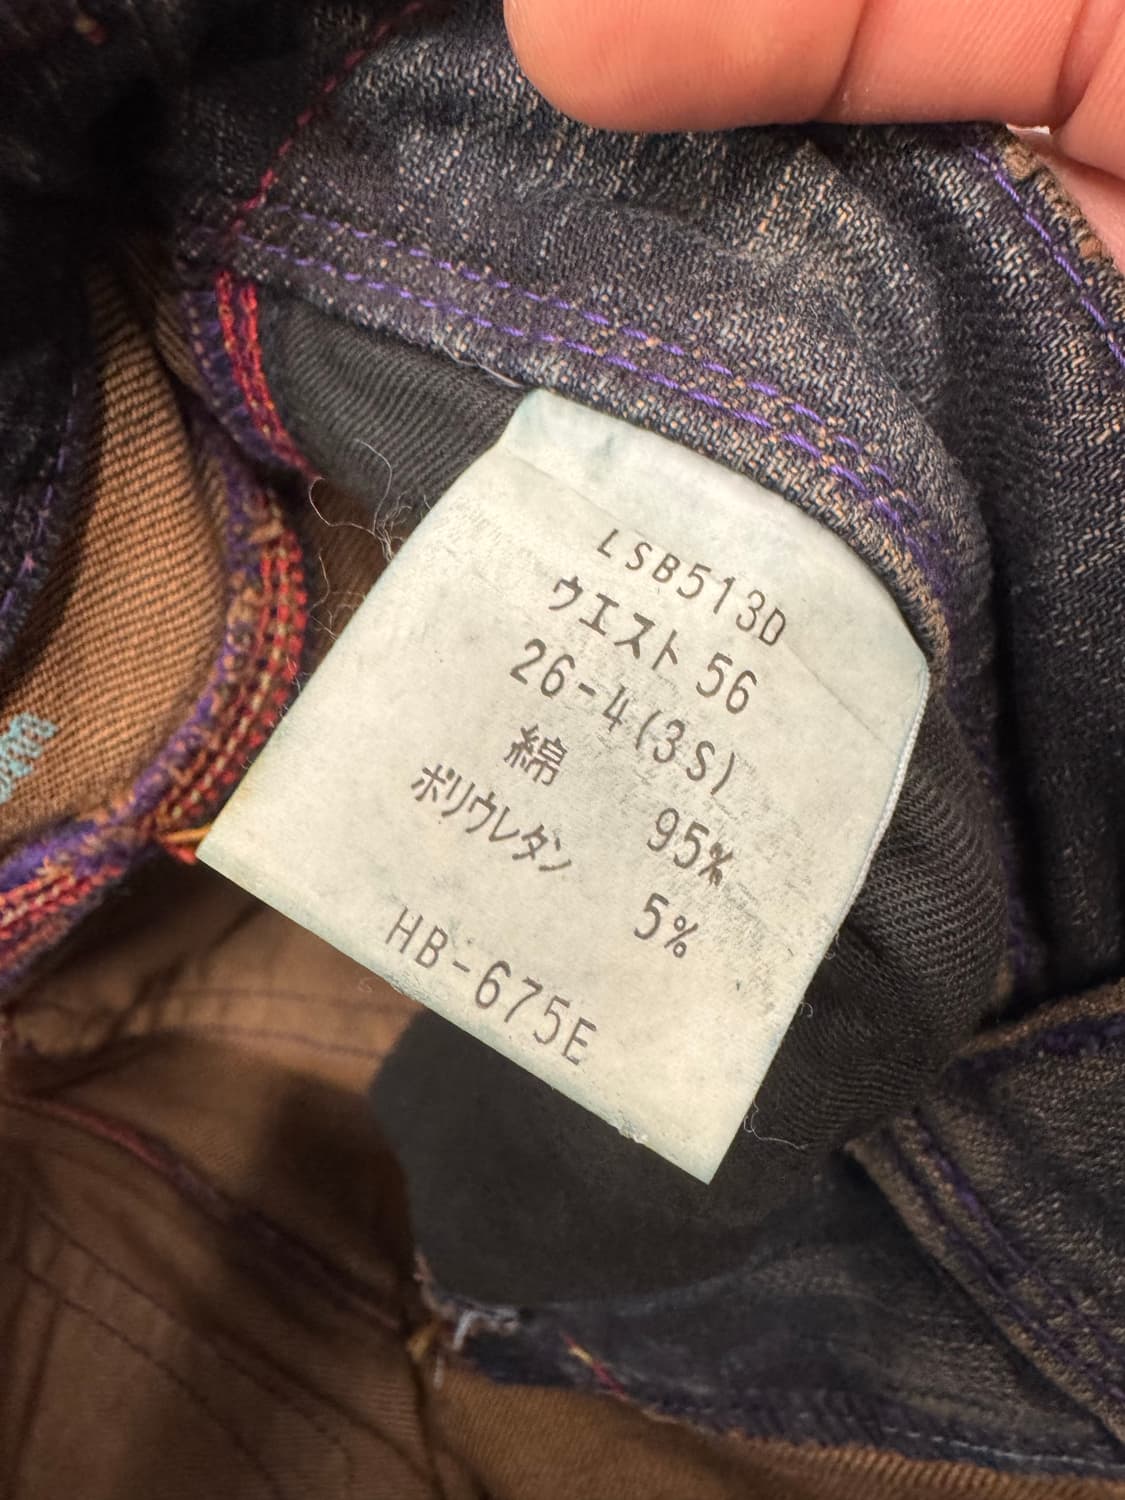 LSB513D
ウエスト 56
26-4(3S)
綿 95%
ポリウレタン 5%
HB-675E